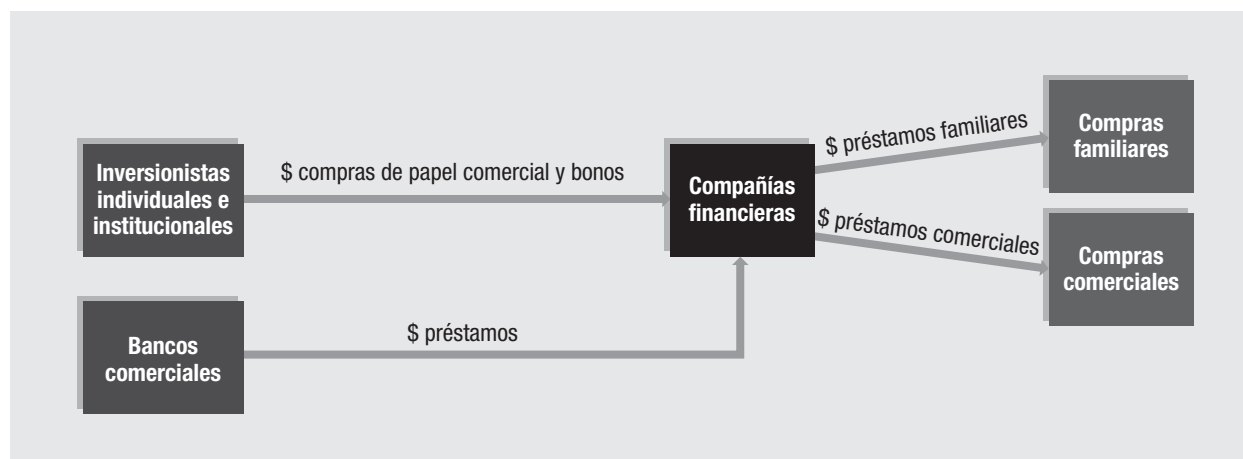 Inversionistas
individuales e
institucionales
$ compras de papel comercial y bonos
Compañías
financieras
$ préstamos familiares
Compras
familiares
$ préstamos comerciales
Compras
comerciales
Bancos
comerciales
$ préstamos